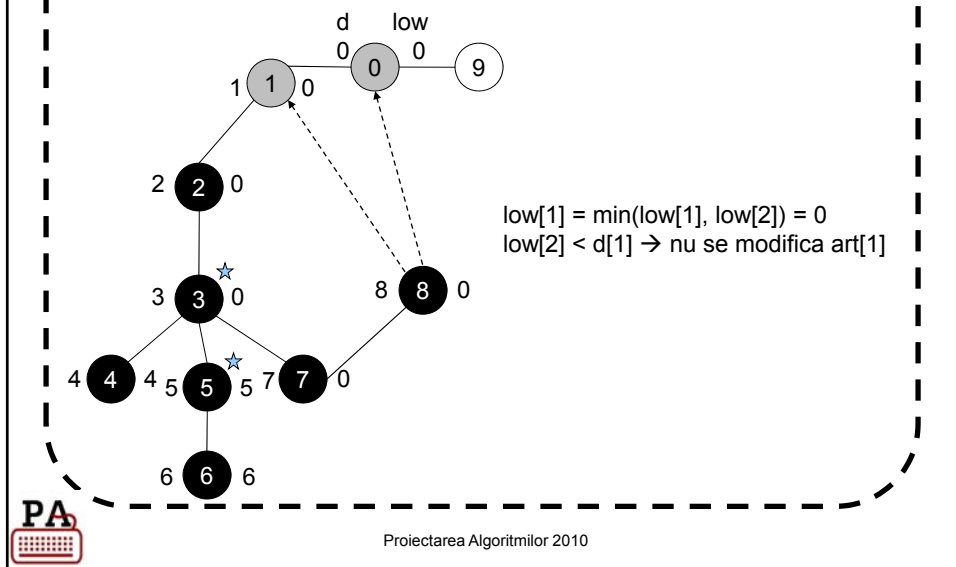 d low
0 0 0 9
1 1 0
2 2 0
low[1] = min(low[1], low[2]) = 0
low[2] < d[1] → nu se modifica art[1]
3 3 0
8 8 0
4 4 4
5 5 5
7 7 0
6 6 6
PA
Proiectarea Algoritmilor 2010